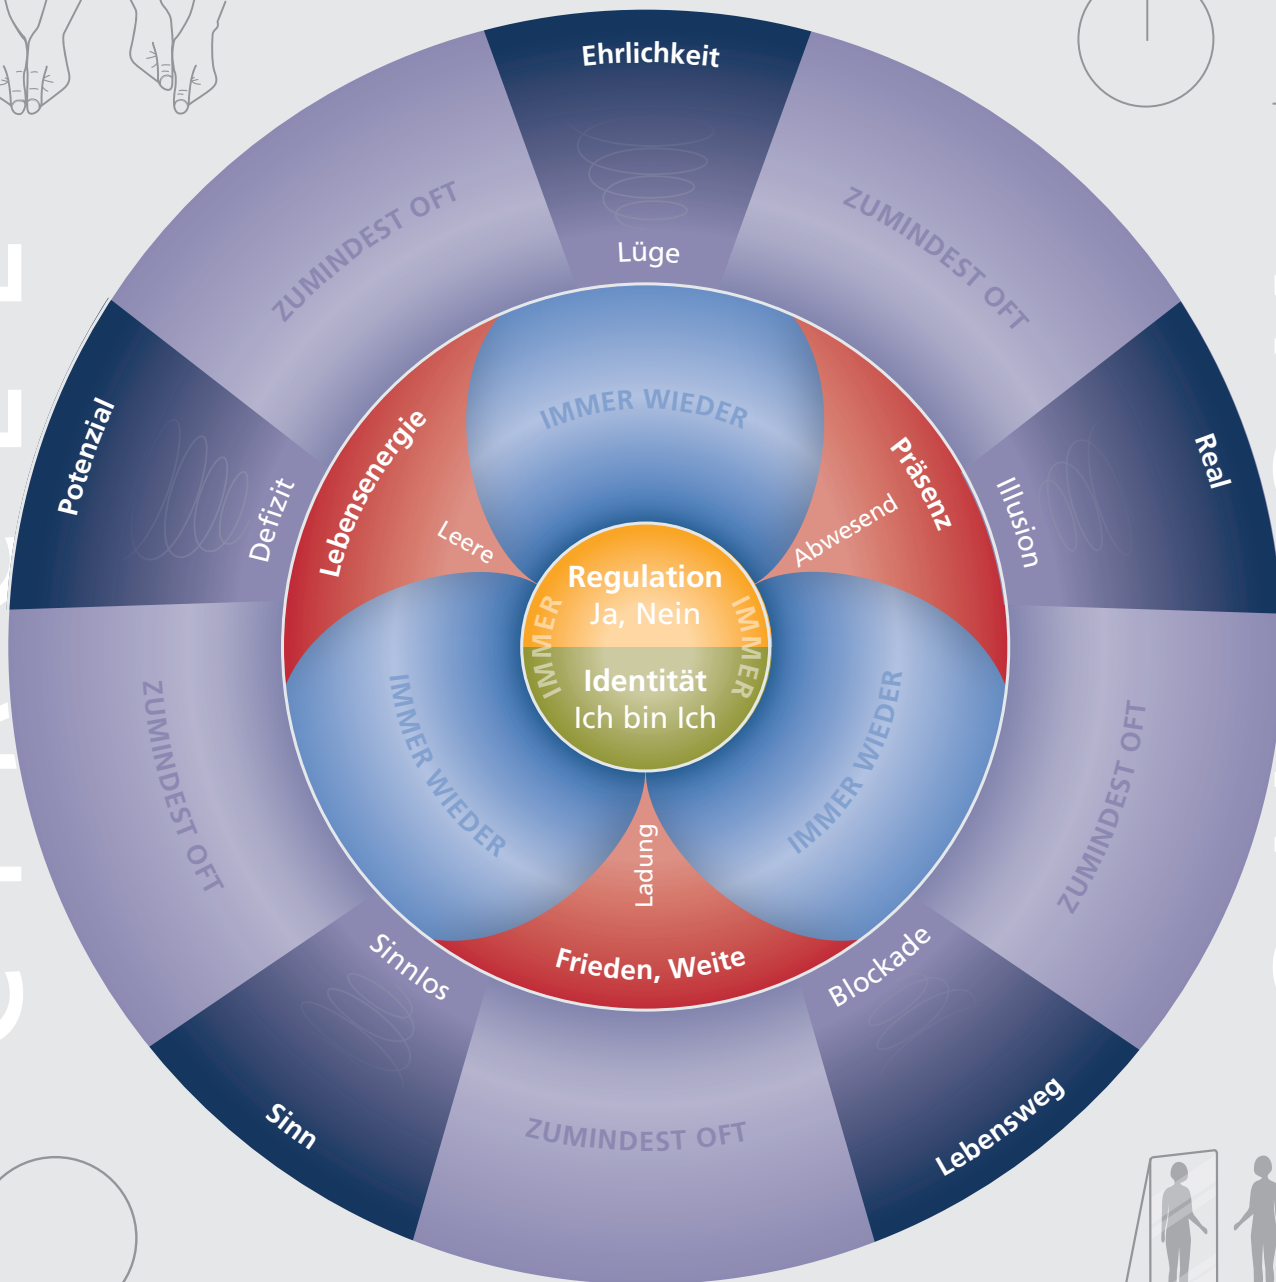 Ehrlichkeit
Lüge
ZUMINDEST OFT
ZUMINDEST OFT
Potenzial
Defizit
Real
Illusion
Lebensenergie
Leere
IMMER WIEDER
Präsenz
Abwesend
Regulation
Ja, Nein
IMMER
IMMER
Identität
Ich bin Ich
IMMER WIEDER
IMMER WIEDER
ZUMINDEST OFT
ZUMINDEST OFT
Ladung
Frieden, Weite
Sinnlos
Sinn
Blockade
Lebensweg
ZUMINDEST OFT